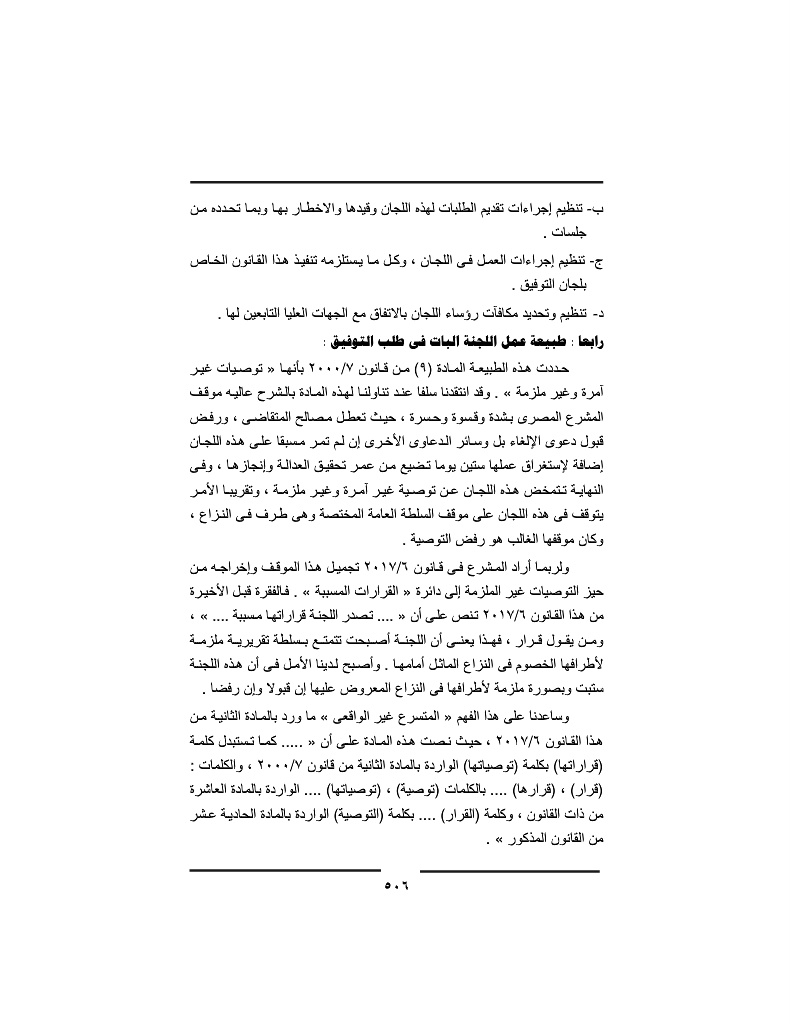 ب- تنظيم إجراءات تقديم الطلبات لهذه اللجان وقيدها والاخطار بها وبما تحدده من
جلسات .
ج- تنظيم إجراءات العمل فى اللجان ، وكل ما يستلزمه تنفيذ هذا القانون الخاص
بلجان التوفيق .
د- تنظيم وتحديد مكافآت رؤساء اللجان بالاتفاق مع الجهات العليا التابعين لها .
رابعا : طبيعة عمل اللجنة البات فى طلب التوفيق :
حددت هذه الطبيعة المادة (٩) من قانون ٢٠٠٠/٧ بأنها « توصيات غير
آمرة وغير ملزمة » . وقد انتقدنا سلفا عند تناولنا لهذه المادة بالشرح عاليه موقف
المشرع المصرى بشدة وقسوة وحسرة ، حيث تعطل مصالح المتقاضى ، ورفض
قبول دعوى الإلغاء بل وسائر الدعاوى الأخرى إن لم تمر مسبقا على هذه اللجان
إضافة لإستغراق عملها ستين يوما تضيع من عمر تحقيق العدالة وإنجازها ، وفى
النهاية تتمخض هذه اللجان عن توصية غير آمرة وغير ملزمة ، وتقريبا الأمر
يتوقف فى هذه اللجان على موقف السلطة العامة المختصة وهى طرف فى النزاع ،
وكان موقفها الغالب هو رفض التوصية .
ولربما أراد المشرع فى قانون ٢٠١٧/٦ تجميل هذا الموقف وإخراجه من
حيز التوصيات غير الملزمة إلى دائرة « القرارات المسببة » . فالفقرة قبل الأخيرة
من هذا القانون ٢٠١٧/٦ تنص على أن « .... تصدر اللجنة قراراتها مسببة .... » ،
ومن يقول قرار ، فهذا يعنى أن اللجنة أصبحت تتمتع بسلطة تقريرية ملزمة
لأطرافها الخصوم فى النزاع الماثل أمامها . وأصبح لدينا الأمل فى أن هذه اللجنة
ستبت وبصورة ملزمة لأطرافها فى النزاع المعروض عليها إن قبولا وإن رفضا .
وساعدنا على هذا الفهم « المتسرع غير الواقعى » ما ورد بالمادة الثانية من
هذا القانون ٢٠١٧/٦ ، حيث نصت هذه المادة على أن « ..... كما تستبدل كلمة
(قراراتها) بكلمة (توصياتها) الواردة بالمادة الثانية من قانون ٢٠٠٠/٧ ، والكلمات :
(قرار) ، (قرارها) .... بالكلمات (توصية) ، (توصياتها) .... الواردة بالمادة العاشرة
من ذات القانون ، وكلمة (القرار) .... بكلمة (التوصية) الواردة بالمادة الحادية عشر
من القانون المذكور » .
٥٠٦